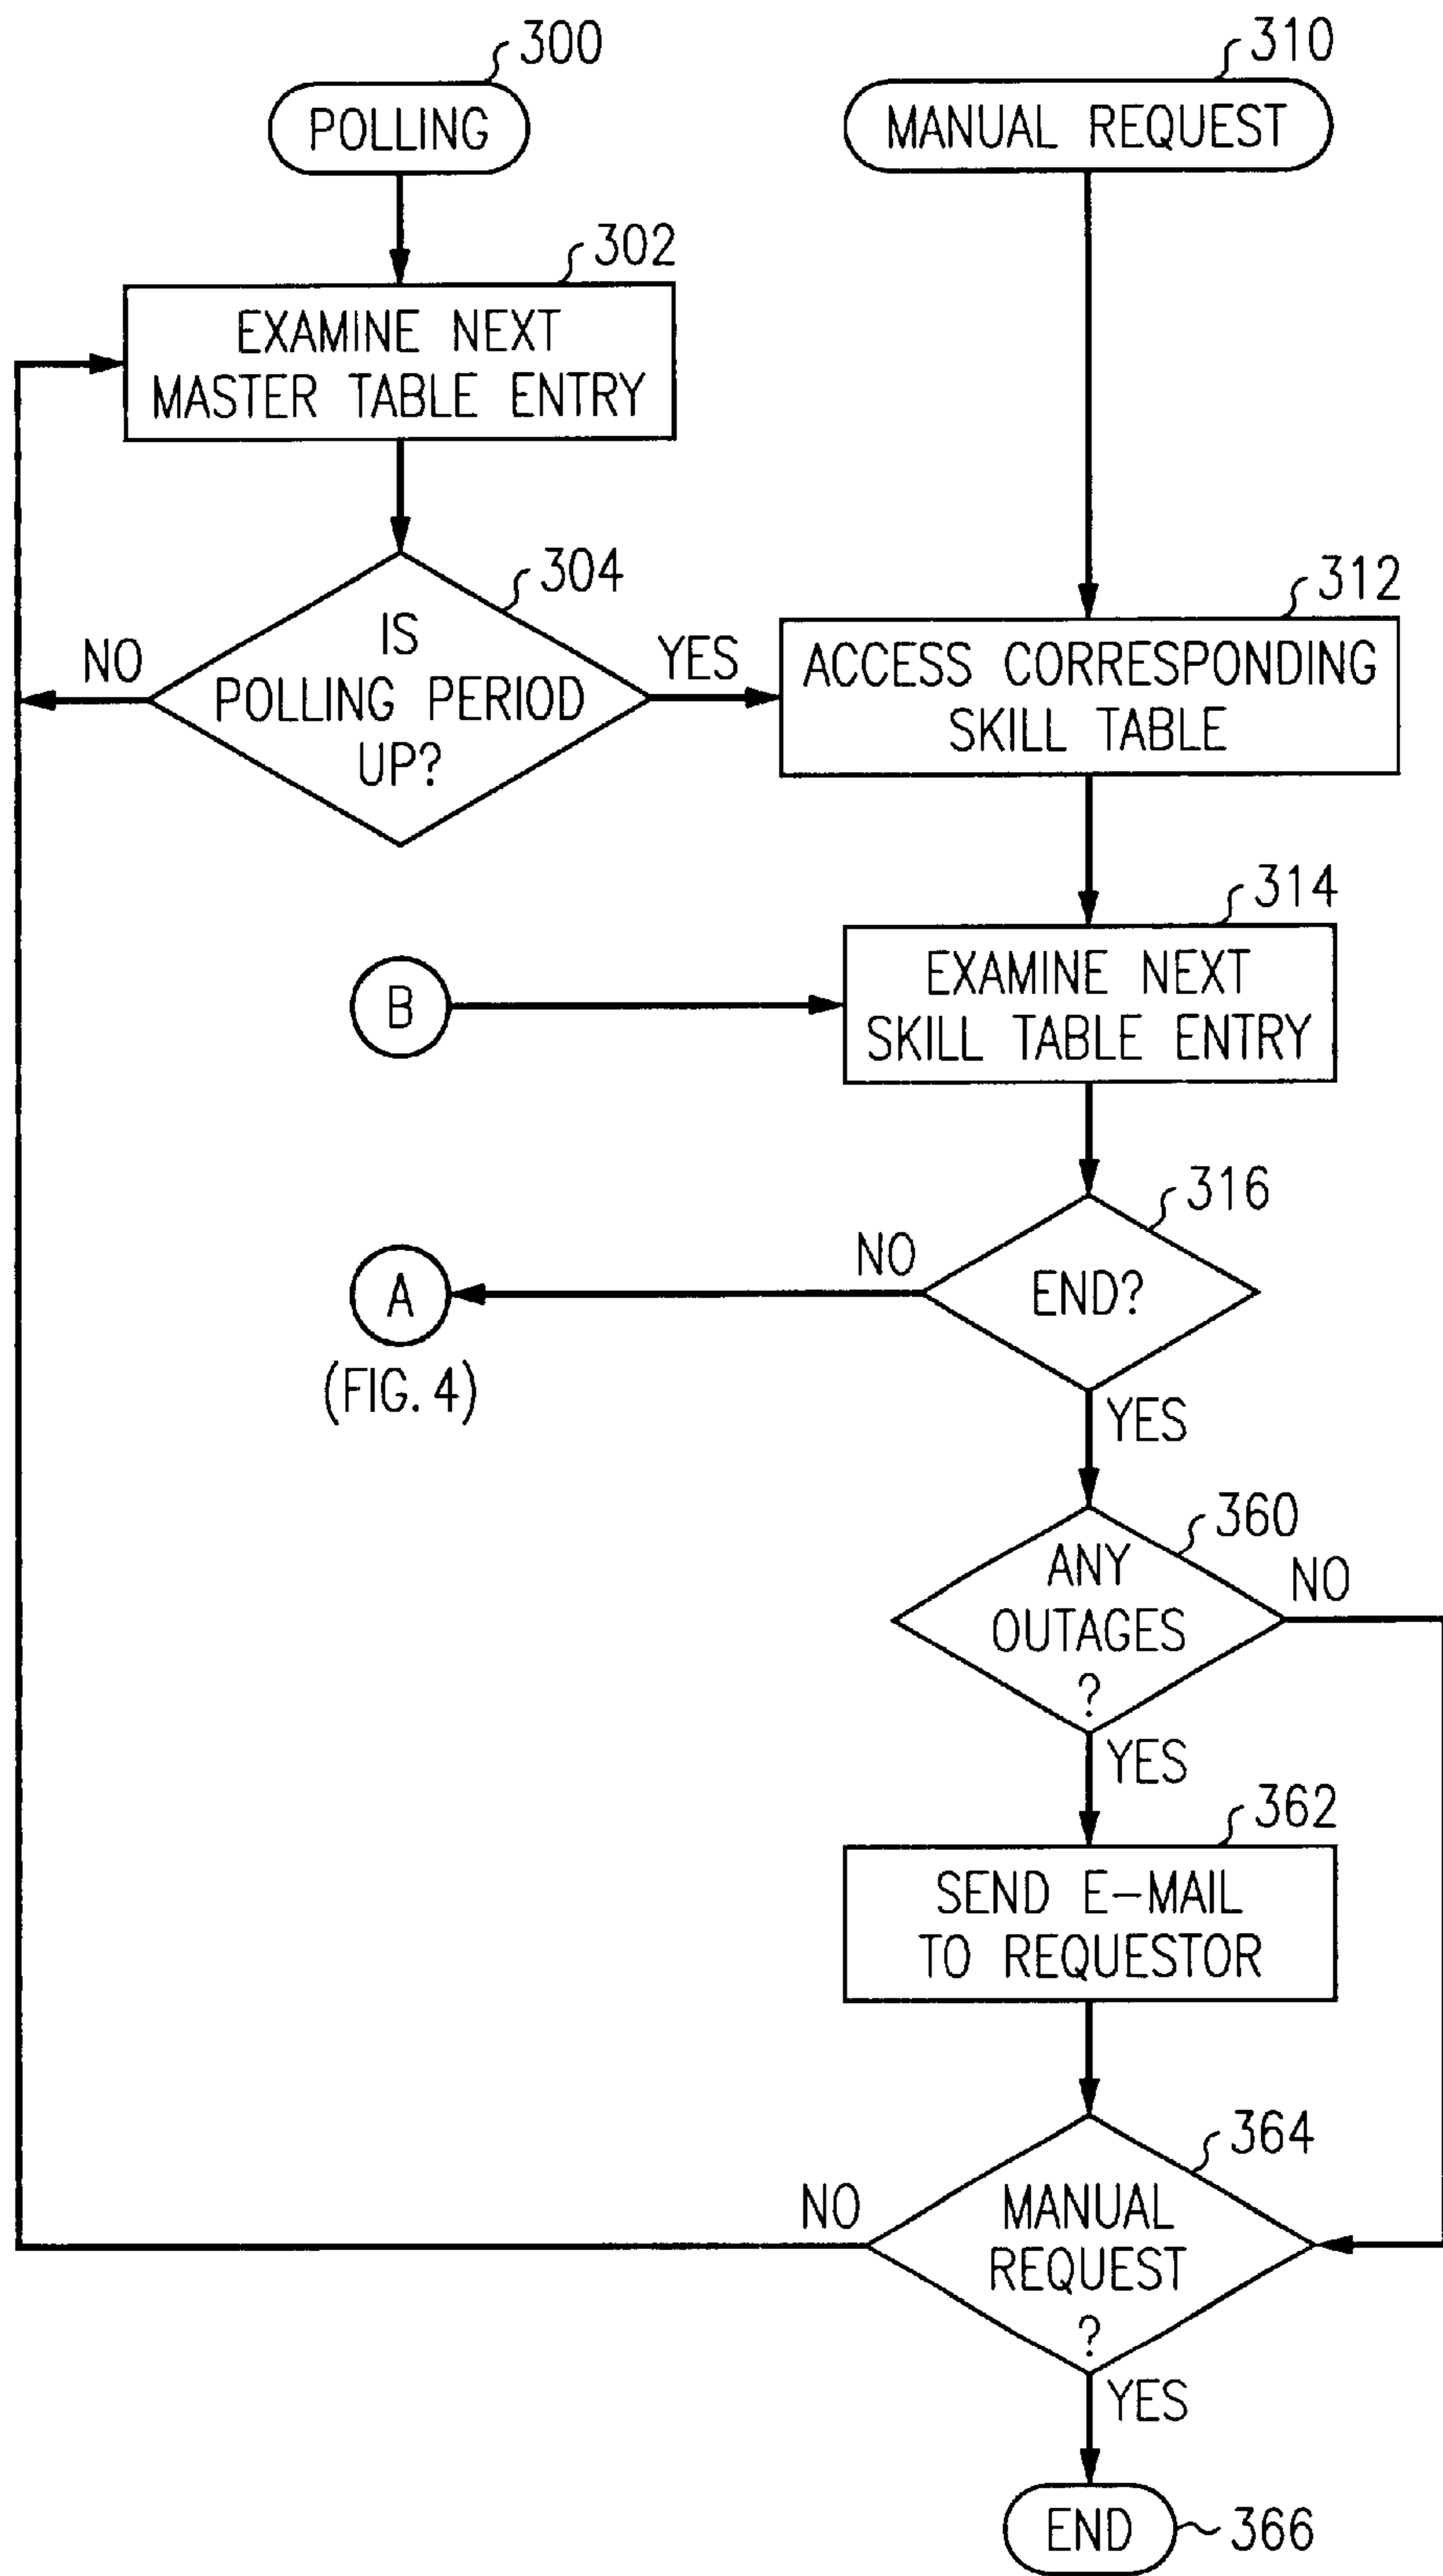 300
POLLING
310
MANUAL REQUEST
302
EXAMINE NEXT
MASTER TABLE ENTRY
304
IS
POLLING PERIOD
UP?
NO
YES
312
ACCESS CORRESPONDING
SKILL TABLE
314
EXAMINE NEXT
SKILL TABLE ENTRY
B
316
END?
NO
A
(FIG. 4)
YES
360
ANY
OUTAGES
?
NO
YES
362
SEND E-MAIL
TO REQUESTOR
364
MANUAL
REQUEST
?
NO
YES
END
366